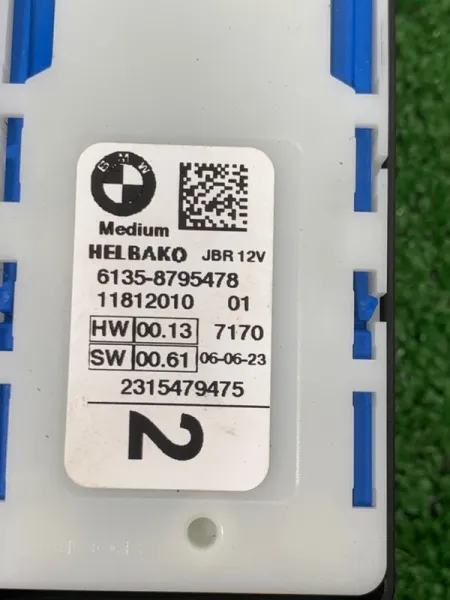 BMW
Medium
HELBAKO JBR 12V
6135-8795478
11812010 01
HW 00.13 7170
SW 00.61 06-06-23
2315479475
2